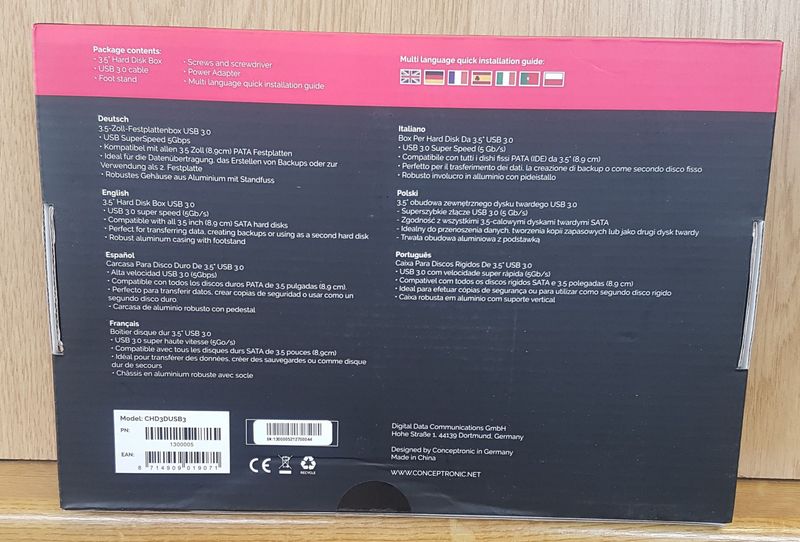 Package contents:
• 3.5" Hard Disk Box
• USB 3.0 cable
• Foot stand
• Screws and screwdriver
• Power Adapter
• Multi language quick installation guide
Multi language quick installation guide:
Deutsch
3.5-Zoll-Festplattenbox USB 3.0
• USB SuperSpeed 5Gbps
• Kompatibel mit allen 3.5 Zoll (8.9cm) PATA Festplatten
• Ideal für die Datenübertragung, das Erstellen von Backups oder zur
Verwendung als 2. Festplatte
• Robustes Gehäuse aus Aluminium mit Standfuss
English
3.5" Hard Disk Box USB 3.0
• USB 3.0 super speed (5Gb/s)
• Compatible with all 3.5 inch (8.9 cm) SATA hard disks
• Perfect for transferring data, creating backups or using as a second hard disk
• Robust aluminum casing with footstand
Español
Carcasa Para Disco Duro De 3.5" USB 3.0
• Alta velocidad USB 3.0 (5Gbps)
• Compatible con todos los discos duros PATA de 3.5 pulgadas (8.9 cm).
• Perfecto para transferir datos, crear copias de seguridad o usar como un
segundo disco duro.
• Carcasa de aluminio robusto con pedestal
Français
Boîtier disque dur 3.5" USB 3.0
• USB 3.0 super haute vitesse (5Go/s)
• Compatible avec tous les disques durs SATA de 3.5 pouces (8.9cm)
• Idéal pour transférer des données, créer des sauvegardes ou comme disque
dur de secours
• Châssis en aluminium robuste avec socle
Italiano
Box Per Hard Disk Da 3.5" USB 3.0
• USB 3.0 Super Speed (5 Gb/s)
• Compatibile con tutti i dishi fissi PATA (IDE) da 3.5" (8.9 cm)
• Perfetto per il trasferimento dei dati, la creazione di backup o come secondo disco fisso
• Robusto involucro in alluminio con pideistallo
Polski
3.5" obudowa zewnętrznego dysku twardego USB 3.0
• Superszybkie złącze USB 3.0 (5 Gb/s)
• Zgodność z wszystkimi 3.5-calowymi dyskami twardymi SATA
• Idealny do przenoszenia danych, tworzenia kopii zapasowych lub jako drugi dysk twardy
• Trwała obudowa aluminiowa z podstawką
Português
Caixa Para Discos Rígidos De 3.5" USB 3.0
• USB 3.0 com velocidade super rápida (5Gb/s)
• Compatível com todos os discos rígidos SATA e 3.5 polegadas (8.9 cm)
• Ideal para efetuar cópias de segurança ou para utilizar como segundo disco rígido
• Caixa robusta em alumínio com suporte vertical
Model: CHD3DUSB3
PN:
1300005
EAN:
8 714909 019071
SN:1300005212700044
CE
RECYCLE
Digital Data Communications GmbH
Hohe Straße 1. 44139 Dortmund, Germany
Designed by Conceptronic in Germany
Made in China
WWW.CONCEPTRONIC.NET